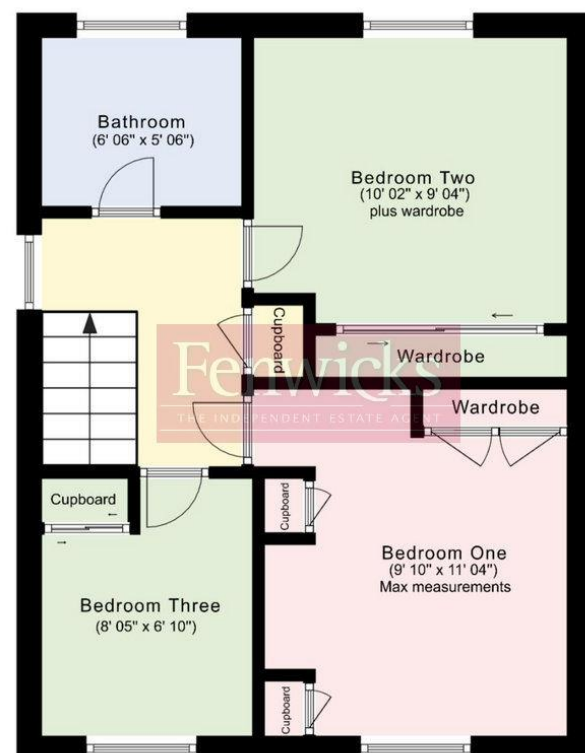 Bathroom
(6' 06" x 5' 06")
Bedroom Two
(10' 02" x 9' 04")
plus wardrobe
Cupboard
Wardrobe
Fenwicks
THE INDEPENDENT ESTATE AGENT
Wardrobe
Cupboard
Cupboard
Bedroom One
(9' 10" x 11' 04")
Max measurements
Bedroom Three
(8' 05" x 6' 10")
Cupboard